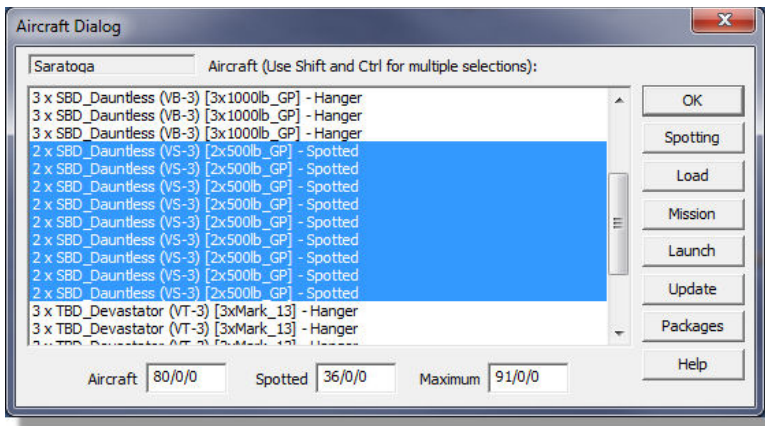 Aircraft Dialog
Saratoga Aircraft (Use Shift and Ctrl for multiple selections):
3 x SBD_Dauntless (VB-3) [3x1000lb_GP] - Hanger
3 x SBD_Dauntless (VB-3) [3x1000lb_GP] - Hanger
3 x SBD_Dauntless (VB-3) [3x1000lb_GP] - Hanger
2 x SBD_Dauntless (VS-3) [2x500lb_GP] - Spotted
2 x SBD_Dauntless (VS-3) [2x500lb_GP] - Spotted
2 x SBD_Dauntless (VS-3) [2x500lb_GP] - Spotted
2 x SBD_Dauntless (VS-3) [2x500lb_GP] - Spotted
2 x SBD_Dauntless (VS-3) [2x500lb_GP] - Spotted
2 x SBD_Dauntless (VS-3) [2x500lb_GP] - Spotted
2 x SBD_Dauntless (VS-3) [2x500lb_GP] - Spotted
2 x SBD_Dauntless (VS-3) [2x500lb_GP] - Spotted
2 x SBD_Dauntless (VS-3) [2x500lb_GP] - Spotted
3 x TBD_Devastator (VT-3) [3xMark_13] - Hanger
3 x TBD_Devastator (VT-3) [3xMark_13] - Hanger
OK
Spotting
Load
Mission
Launch
Update
Packages
Help
Aircraft 80/0/0 Spotted 36/0/0 Maximum 91/0/0